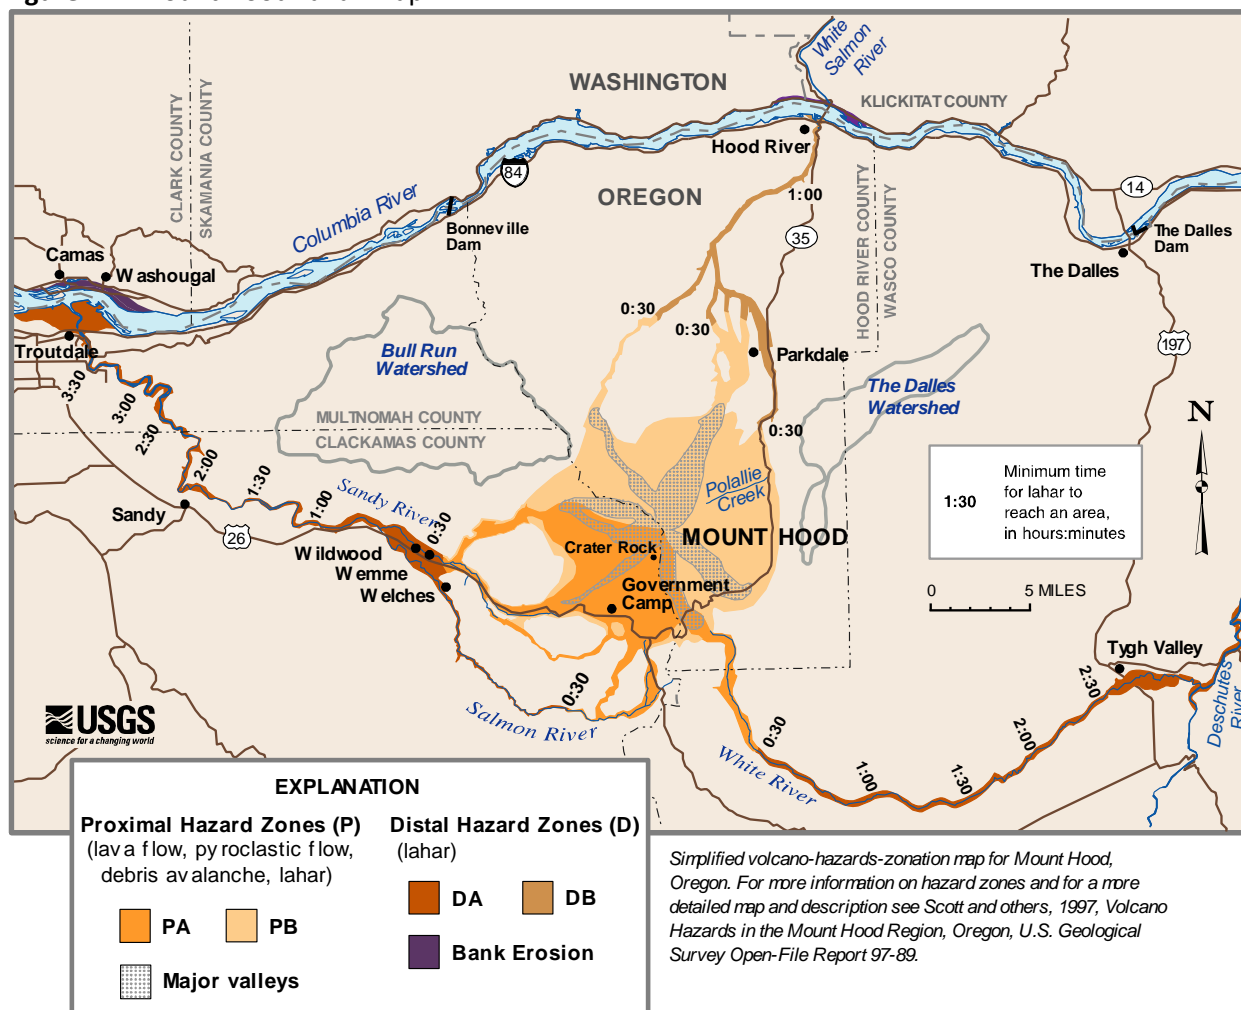 WASHINGTON
White
Salmon
River
KLICKITAT COUNTY
CLARK COUNTY
SKAMANIA COUNTY
Hood River
84
OREGON
14
Columbia River
1:00
Bonneville
Dam
35
HOOD RIVER COUNTY
WASCO COUNTY
The Dalles
Dam
Camas
Washougal
The Dalles
0:30
0:30
Troutdale
Bull Run
Watershed
Parkdale
197
3:30
3:00
The Dalles
Watershed
MULTNOMAH COUNTY
CLACKAMAS COUNTY
2:30
0:30
N
2:00
1:30
1:00
Sandy River
Polallie
Creek
1:30
Minimum time
for lahar to
reach an area,
in hours:minutes
Sandy
26
0:30
MOUNT HOOD
Wildwood
Wemme
Welches
Crater Rock
Government
Camp
0 5 MILES
Tygh Valley
0:30
2:30
Deschutes
River
Salmon River
0:30
2:00
White River
1:00
1:30
USGS
science for a changing world
EXPLANATION
Proximal Hazard Zones (P)
(lava flow, pyroclastic flow,
debris avalanche, lahar)
PA
PB
Major valleys
Distal Hazard Zones (D)
(lahar)
DA
DB
Bank Erosion
Simplified volcano-hazards-zonation map for Mount Hood,
Oregon. For more information on hazard zones and for a more
detailed map and description see Scott and others, 1997, Volcano
Hazards in the Mount Hood Region, Oregon, U.S. Geological
Survey Open-File Report 97-89.